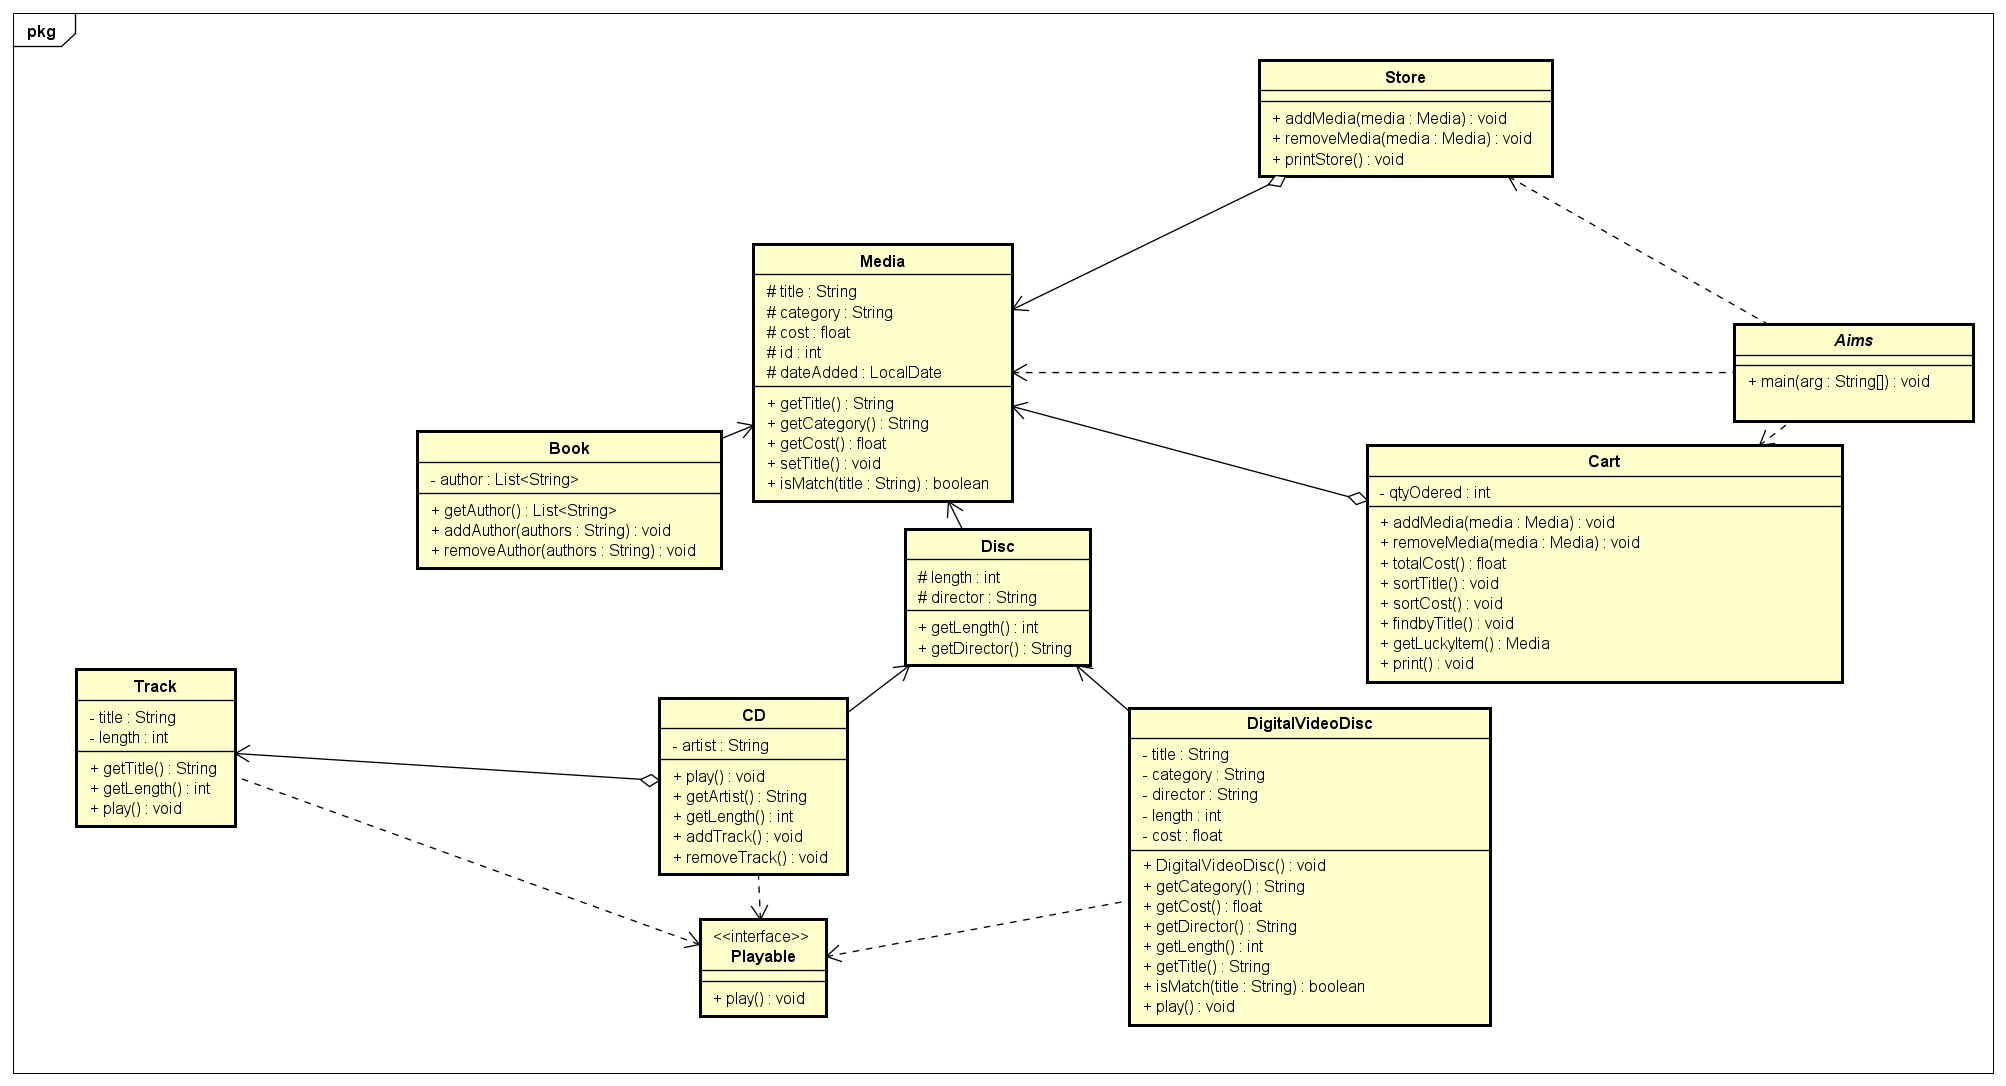 pkg
Store
+ addMedia(media : Media) : void
+ removeMedia(media : Media) : void
+ printStore() : void
Media
# title : String
# category : String
# cost : float
# id : int
# dateAdded : LocalDate
+ getTitle() : String
+ getCategory() : String
+ getCost() : float
+ setTitle() : void
+ isMatch(title : String) : boolean
Aims
+ main(arg : String[]) : void
Book
- author : List<String>
+ getAuthor() : List<String>
+ addAuthor(authors : String) : void
+ removeAuthor(authors : String) : void
Cart
- qtyOdered : int
+ addMedia(media : Media) : void
+ removeMedia(media : Media) : void
+ totalCost() : float
+ sortTitle() : void
+ sortCost() : void
+ findbyTitle() : void
+ getLuckyItem() : Media
+ print() : void
Disc
# length : int
# director : String
+ getLength() : int
+ getDirector() : String
Track
- title : String
- length : int
+ getTitle() : String
+ getLength() : int
+ play() : void
CD
- artist : String
+ play() : void
+ getArtist() : String
+ getLength() : int
+ addTrack() : void
+ removeTrack() : void
DigitalVideoDisc
- title : String
- category : String
- director : String
- length : int
- cost : float
+ DigitalVideoDisc() : void
+ getCategory() : String
+ getCost() : float
+ getDirector() : String
+ getLength() : int
+ getTitle() : String
+ isMatch(title : String) : boolean
+ play() : void
<<interface>>
Playable
+ play() : void